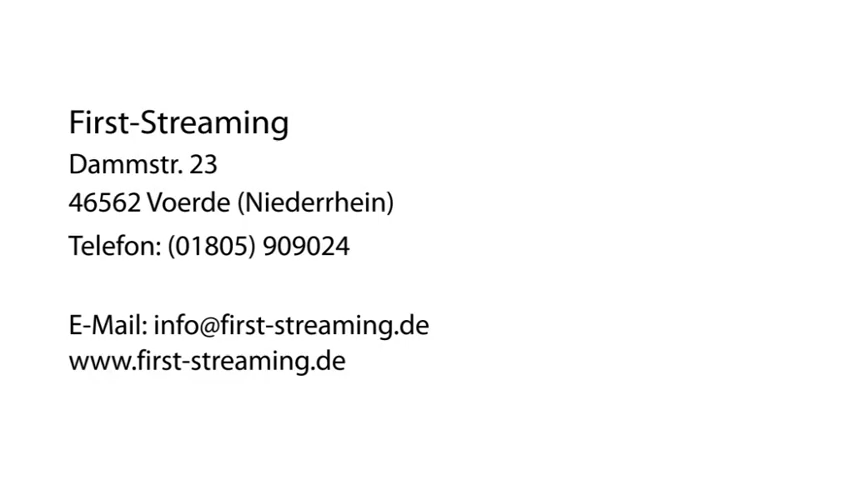 First-Streaming
Dammstr. 23
46562 Voerde (Niederrhein)
Telefon: (01805) 909024
E-Mail: info@first-streaming.de
www.first-streaming.de